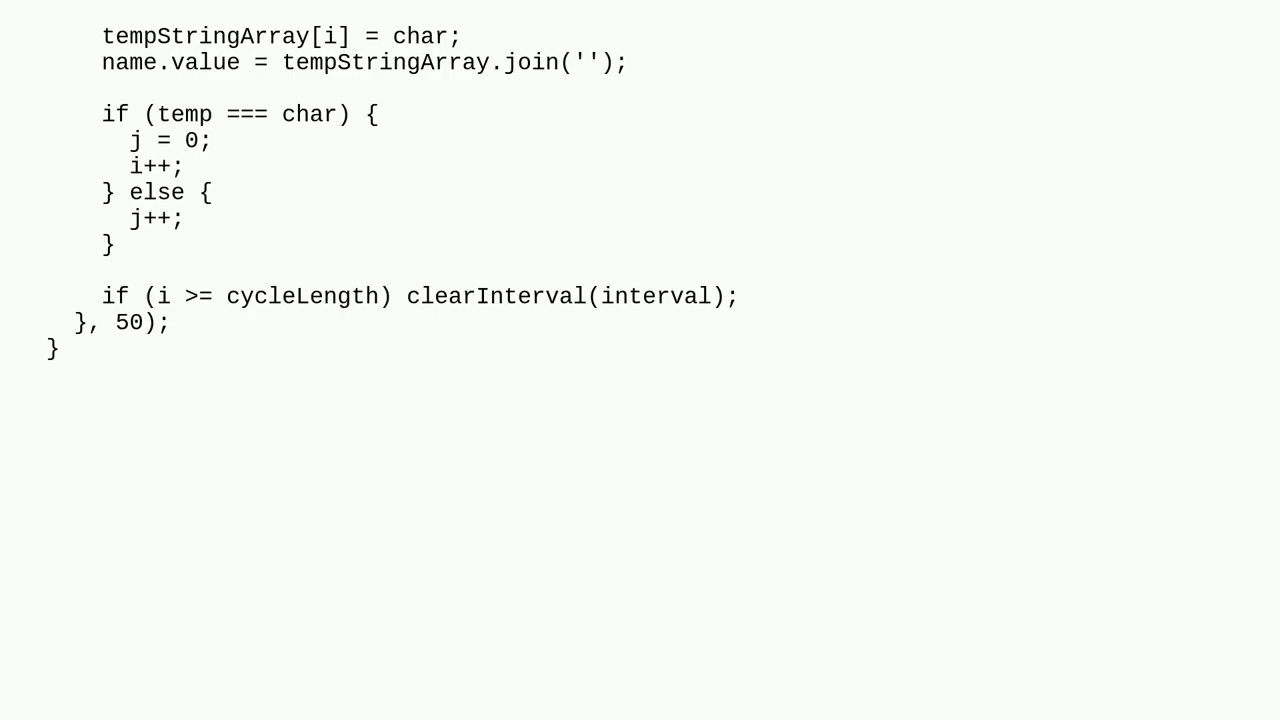 tempStringArray[i] = char;
name.value = tempStringArray.join('');
if (temp === char) {
j = 0;
i++;
} else {
j++;
}
if (i >= cycleLength) clearInterval(interval);
}, 50);
}